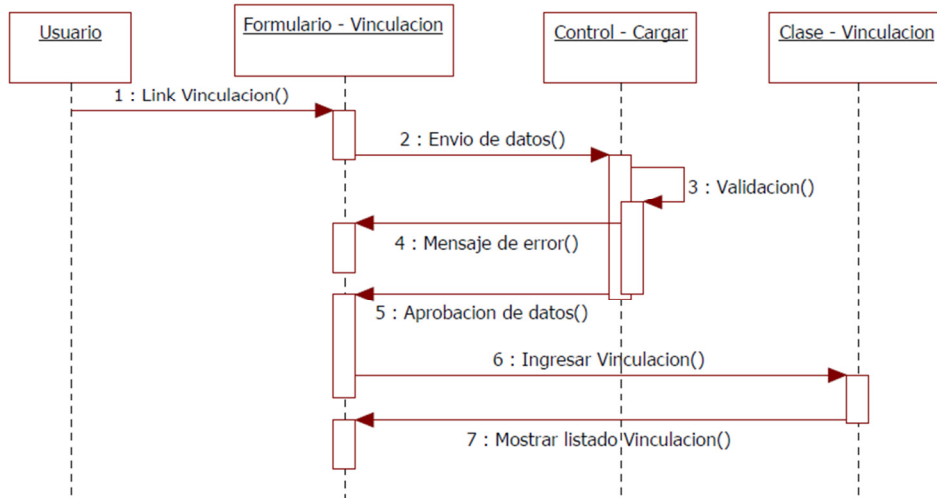 Usuario
Formulario - Vinculacion
Control - Cargar
Clase - Vinculacion
1 : Link Vinculacion()
2 : Envio de datos()
3 : Validacion()
4 : Mensaje de error()
5 : Aprobacion de datos()
6 : Ingresar Vinculacion()
7 : Mostrar listado Vinculacion()